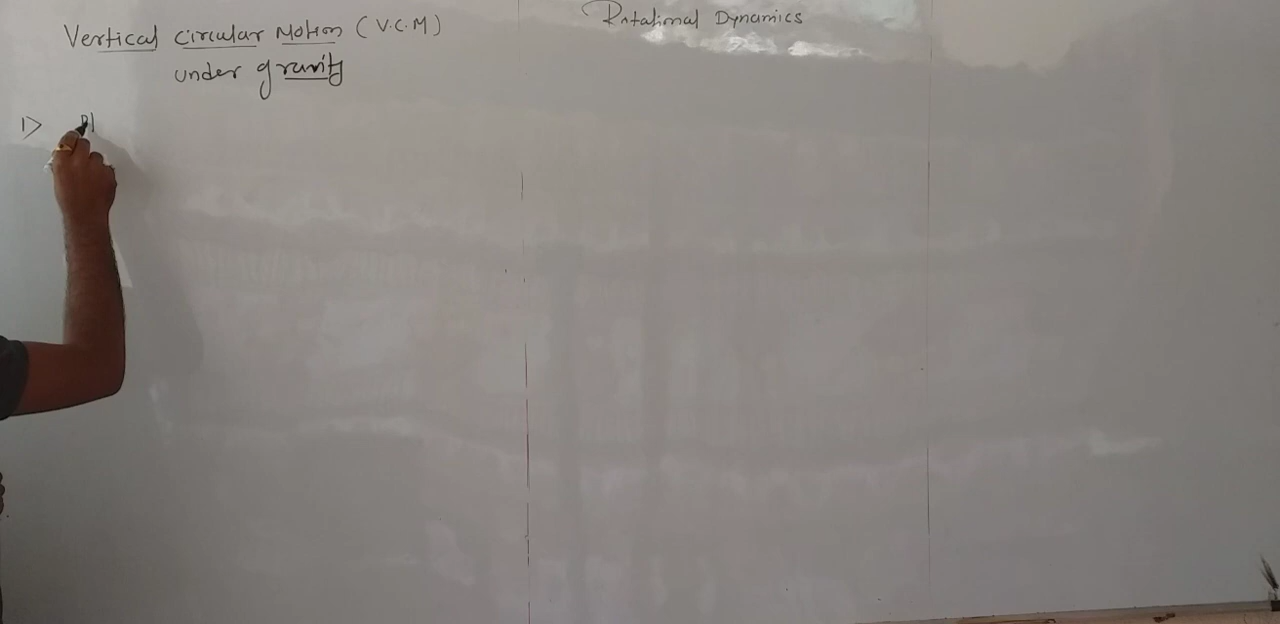 Rotational Dynamics
Vertical Circular Motion (V.C.M)
under gravity
1>